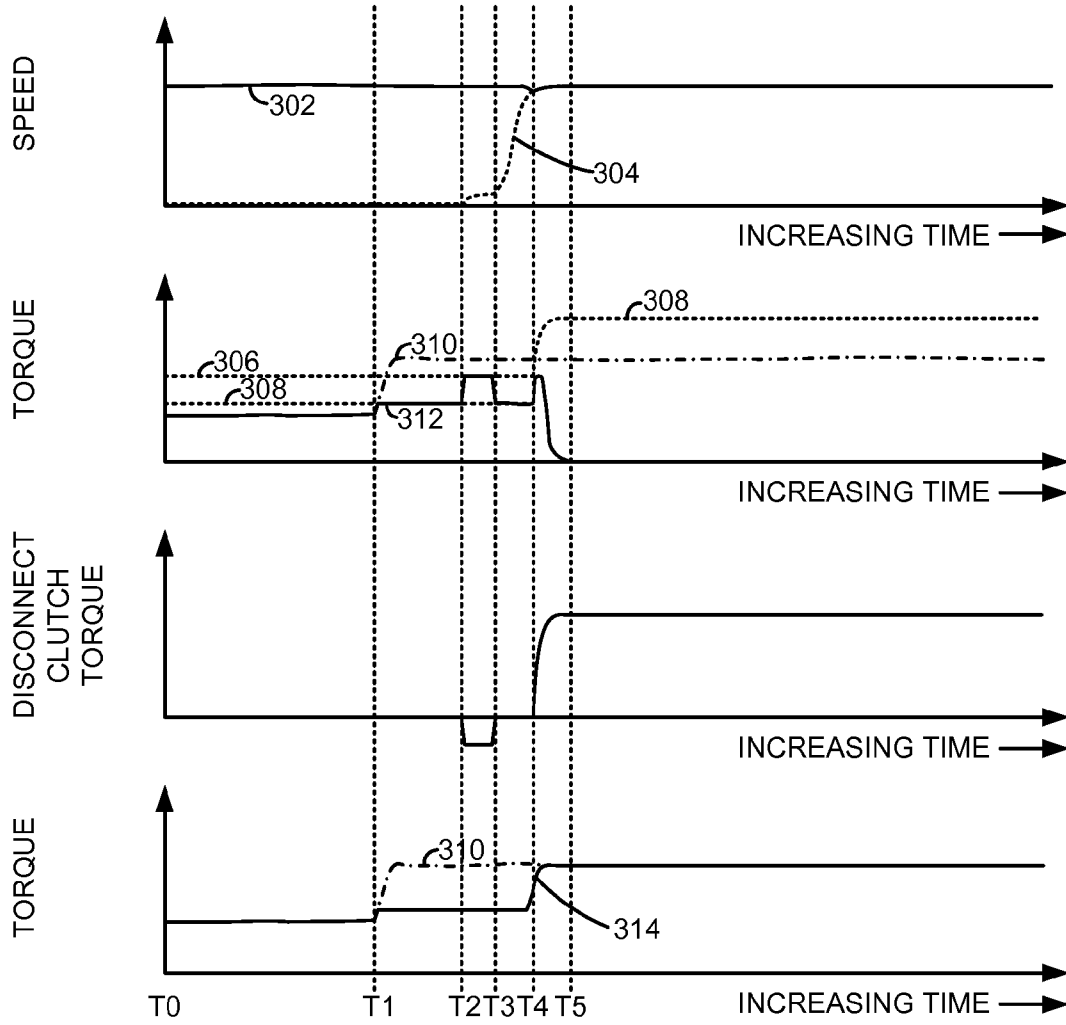 SPEED
302
304
INCREASING TIME
TORQUE
308
310
306
308
312
INCREASING TIME
DISCONNECT
CLUTCH
TORQUE
INCREASING TIME
TORQUE
310
314
T0 T1 T2 T3 T4 T5 INCREASING TIME